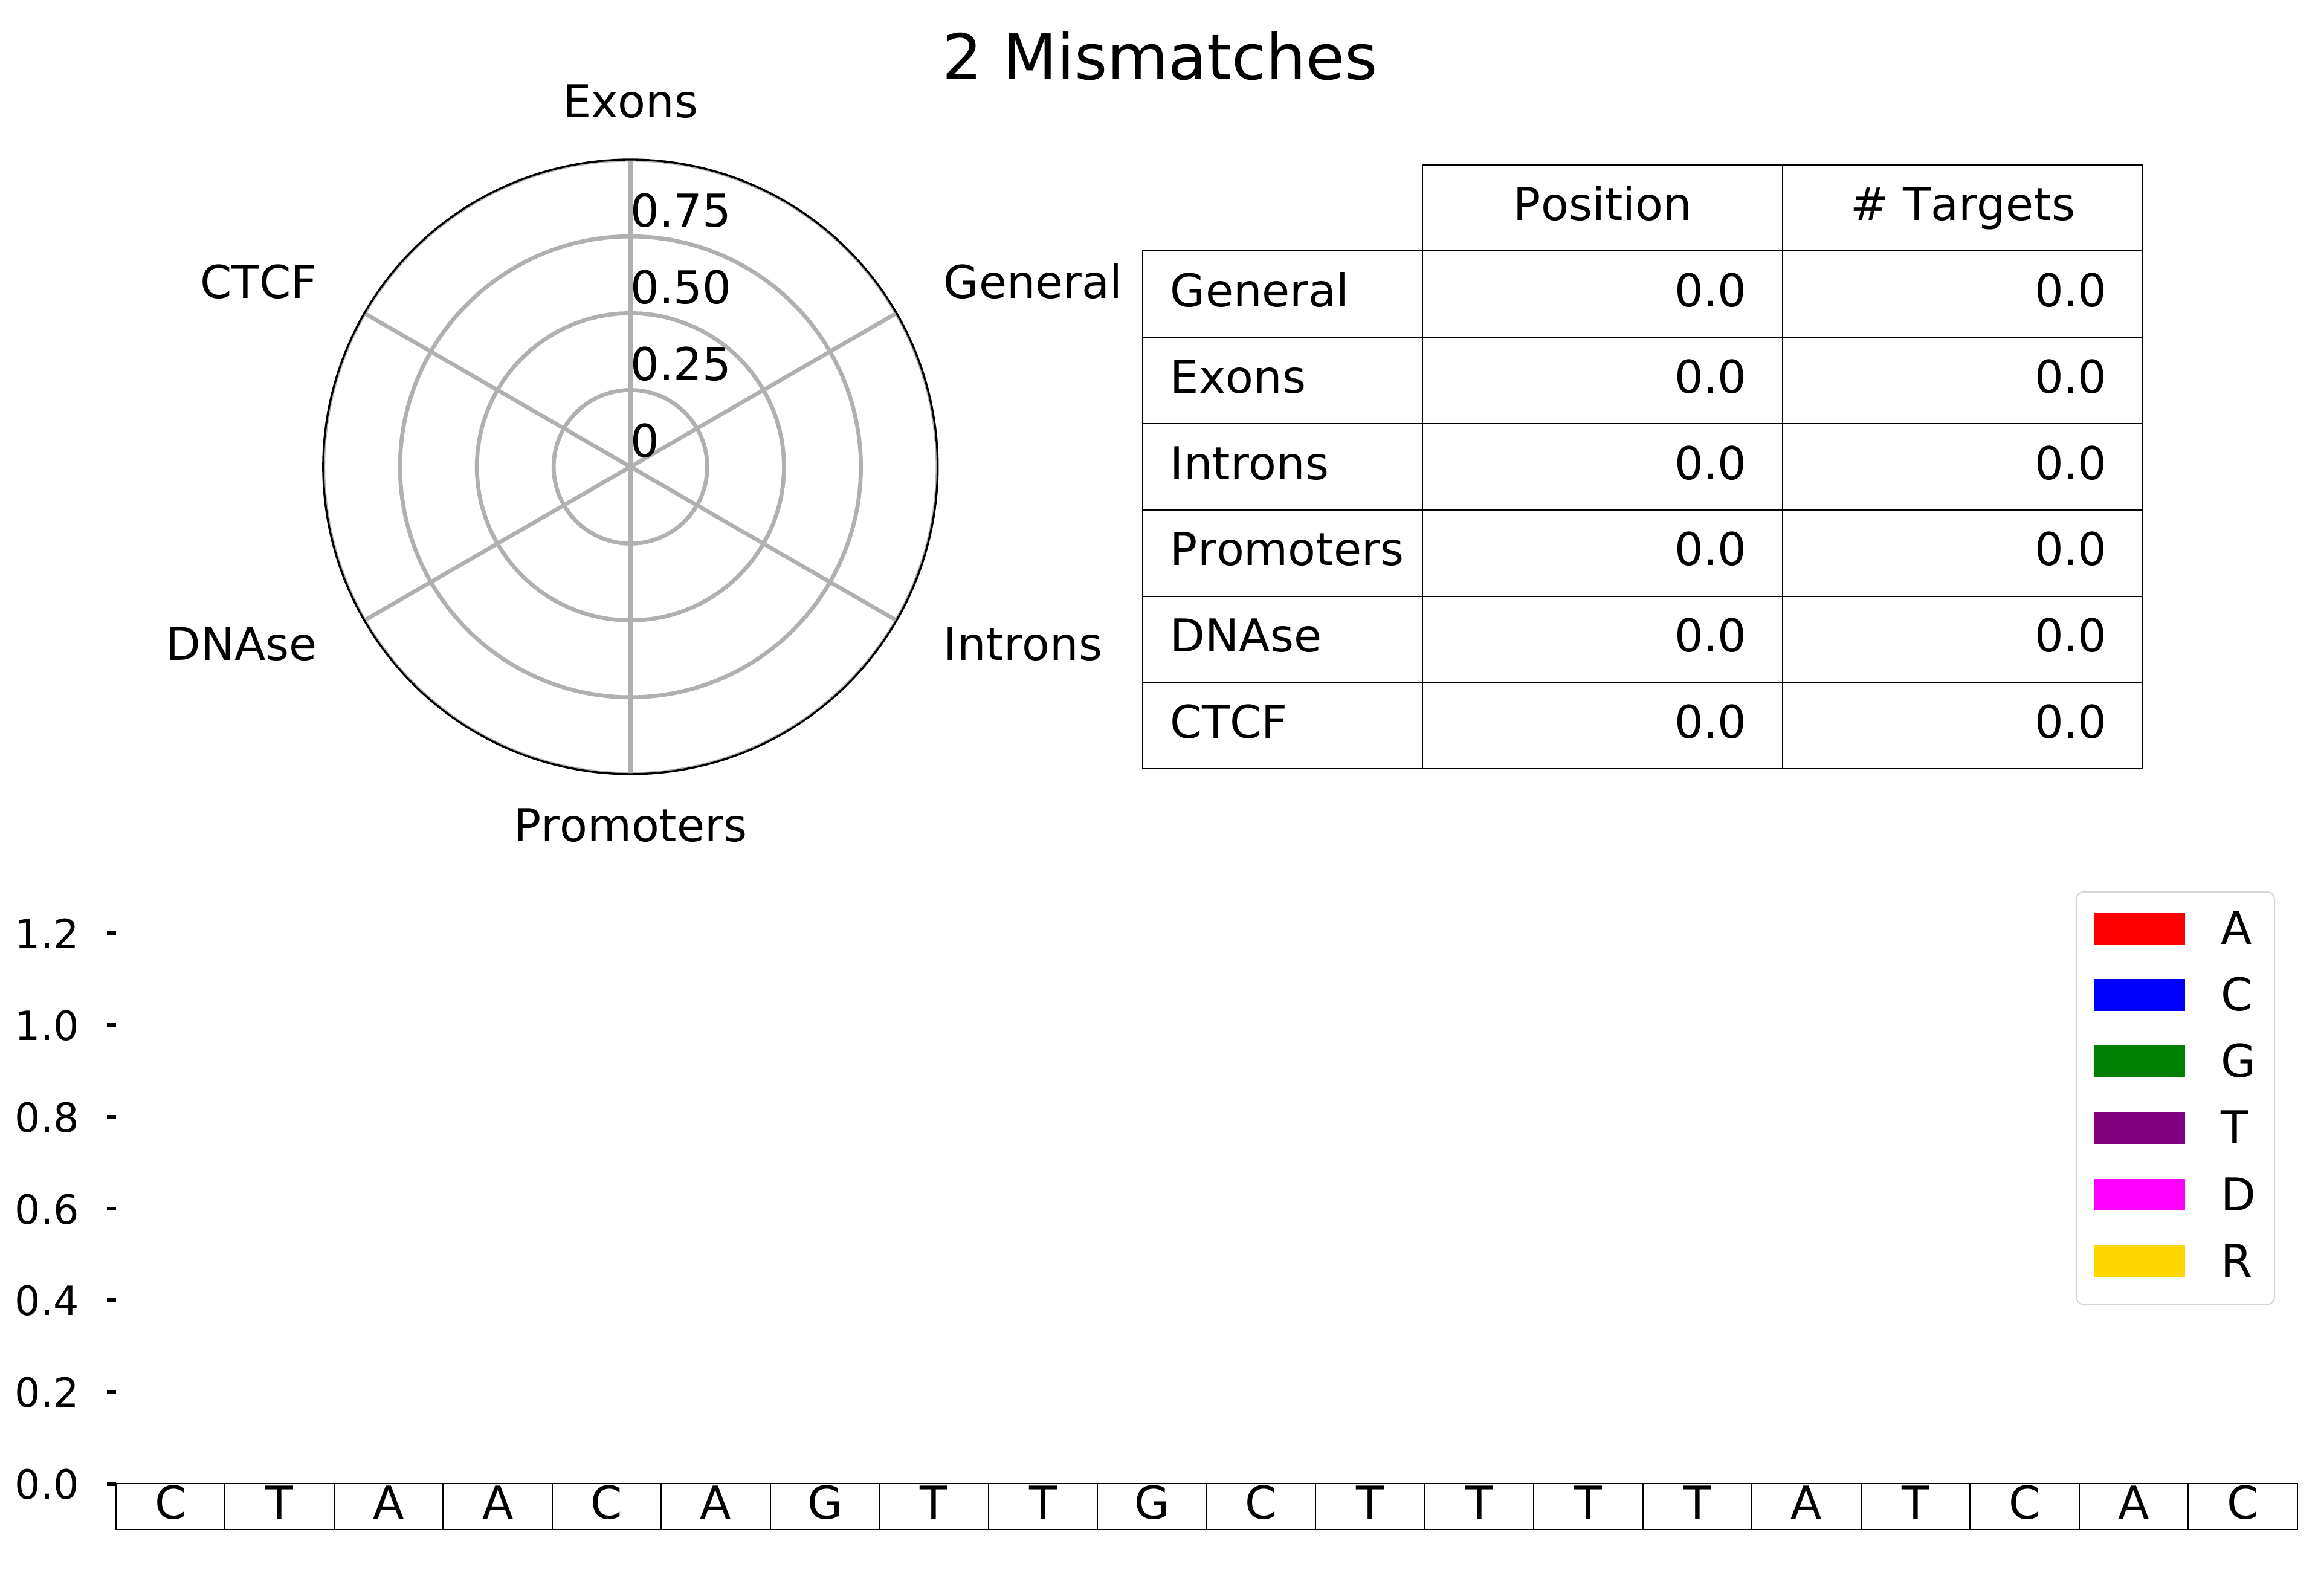 2 Mismatches
Exons
CTCF
General
DNAse
Introns
Promoters
0.75
0.50
0.25
0
Position # Targets
General 0.0 0.0
Exons 0.0 0.0
Introns 0.0 0.0
Promoters 0.0 0.0
DNAse 0.0 0.0
CTCF 0.0 0.0
1.2
1.0
0.8
0.6
0.4
0.2
0.0
A
C
G
T
D
R
C T A A C A G T T G C T T T T A T C A C